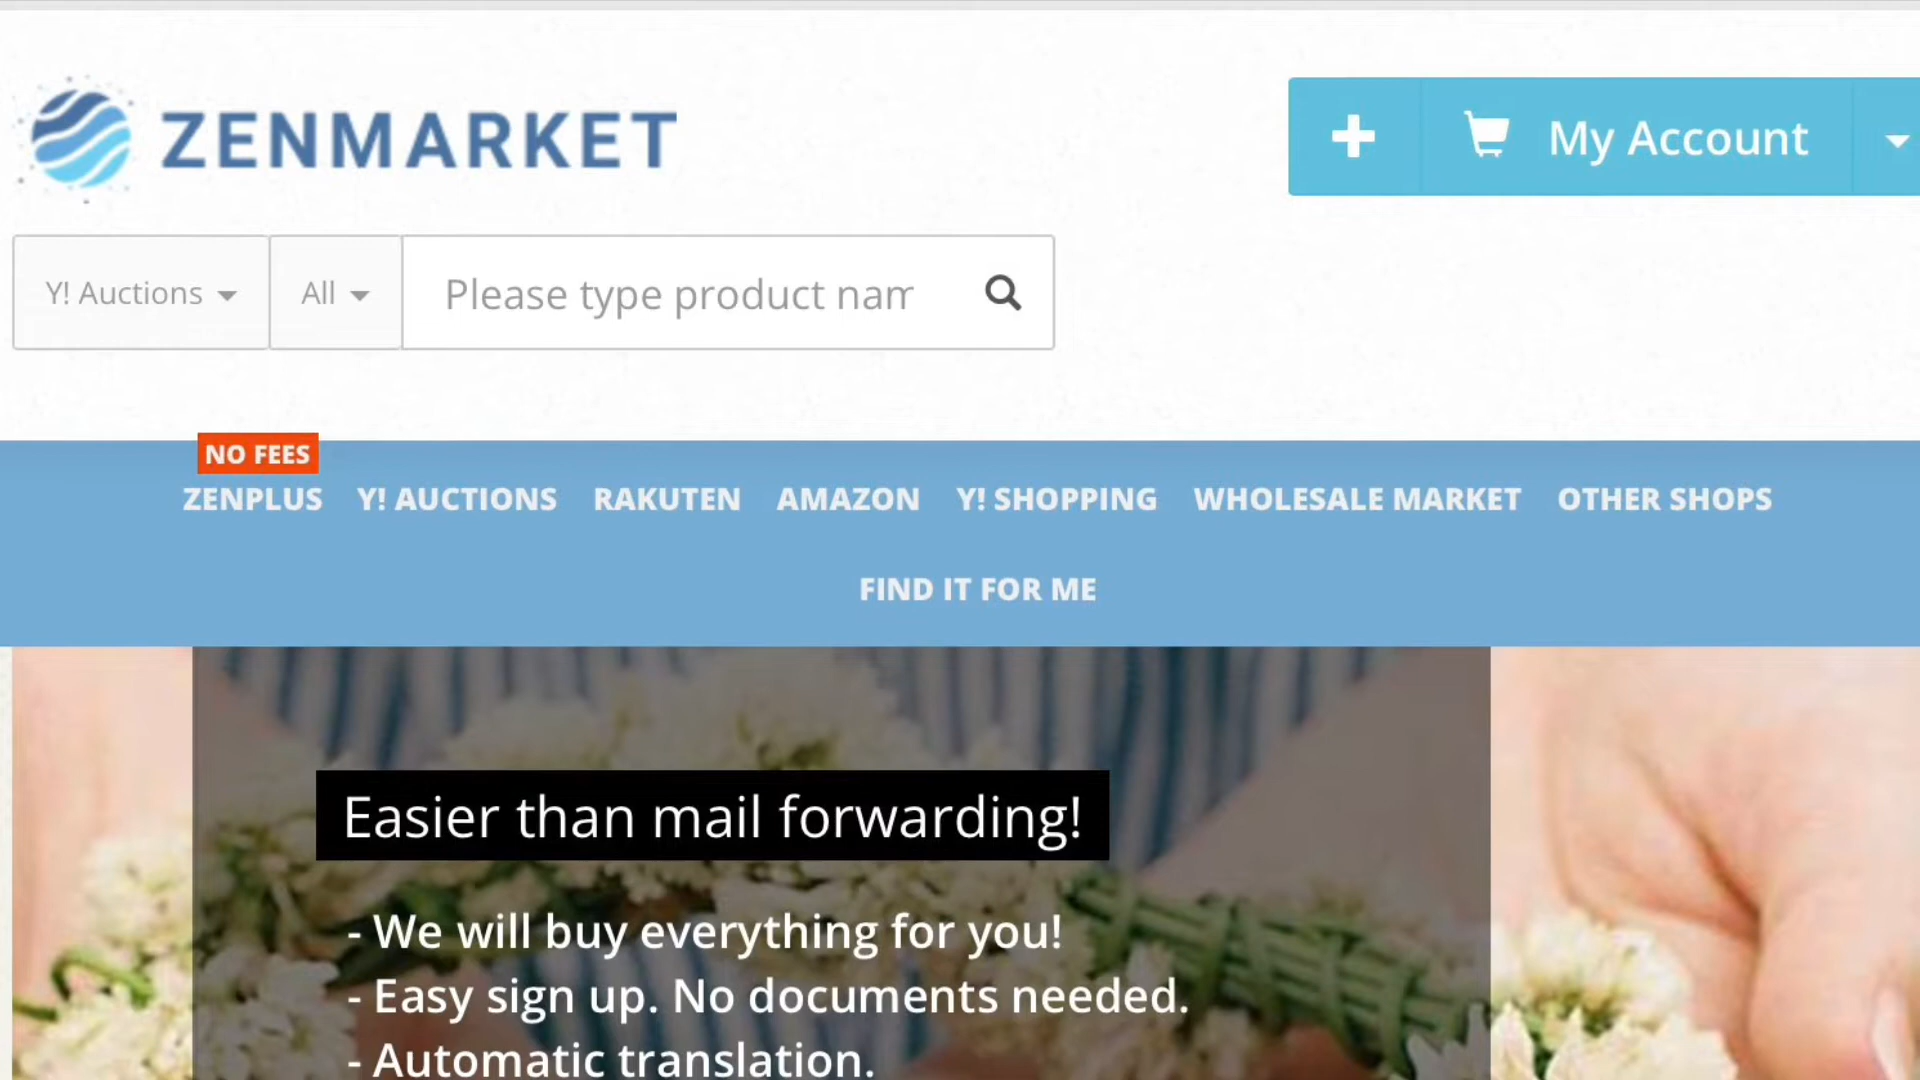 ZENMARKET
My Account
Y! Auctions
All
Please type product nam
NO FEES
ZENPLUS Y! AUCTIONS RAKUTEN AMAZON Y! SHOPPING WHOLESALE MARKET OTHER SHOPS
FIND IT FOR ME
Easier than mail forwarding!
- We will buy everything for you!
- Easy sign up. No documents needed.
- Automatic translation.